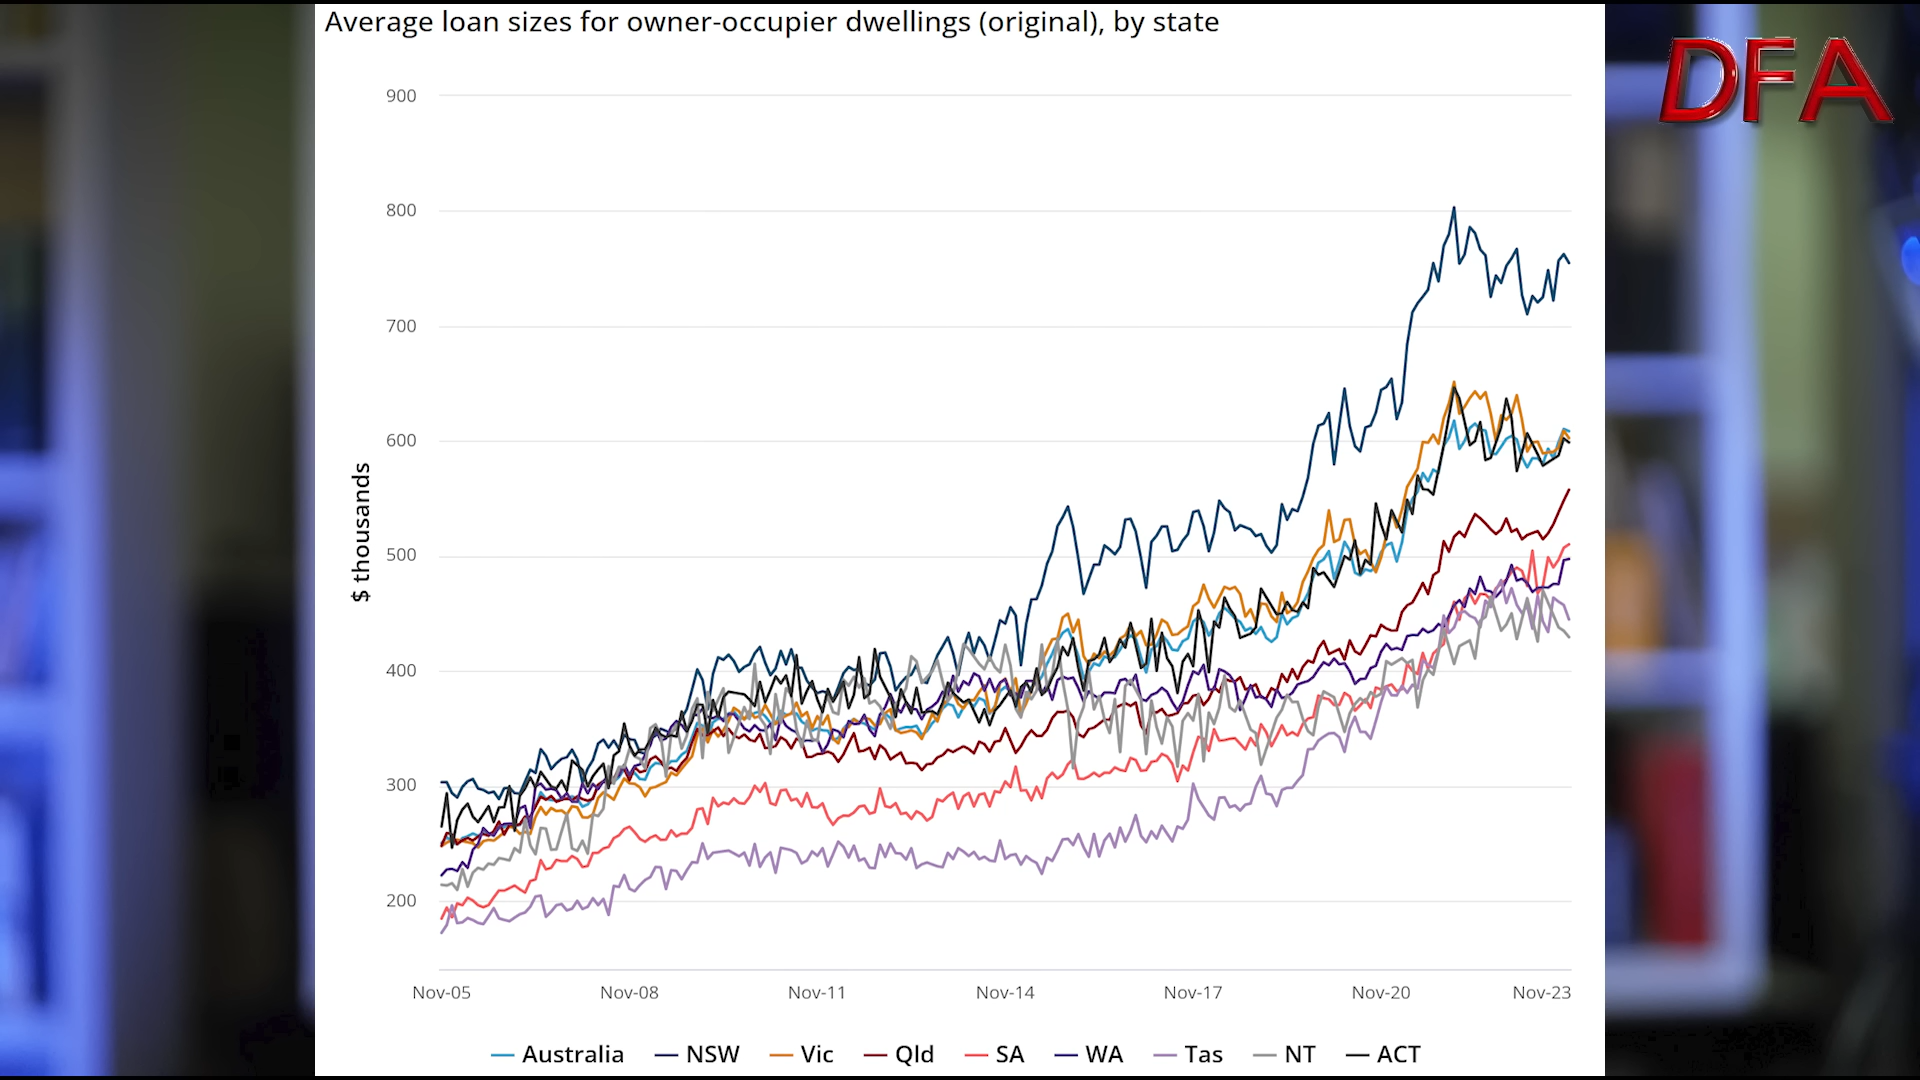 Average loan sizes for owner-occupier dwellings (original), by state
DFA
900
800
700
600
500
400
300
200
$ thousands
Nov-05 Nov-08 Nov-11 Nov-14 Nov-17 Nov-20 Nov-23
Australia NSW Vic Qld SA WA Tas NT ACT